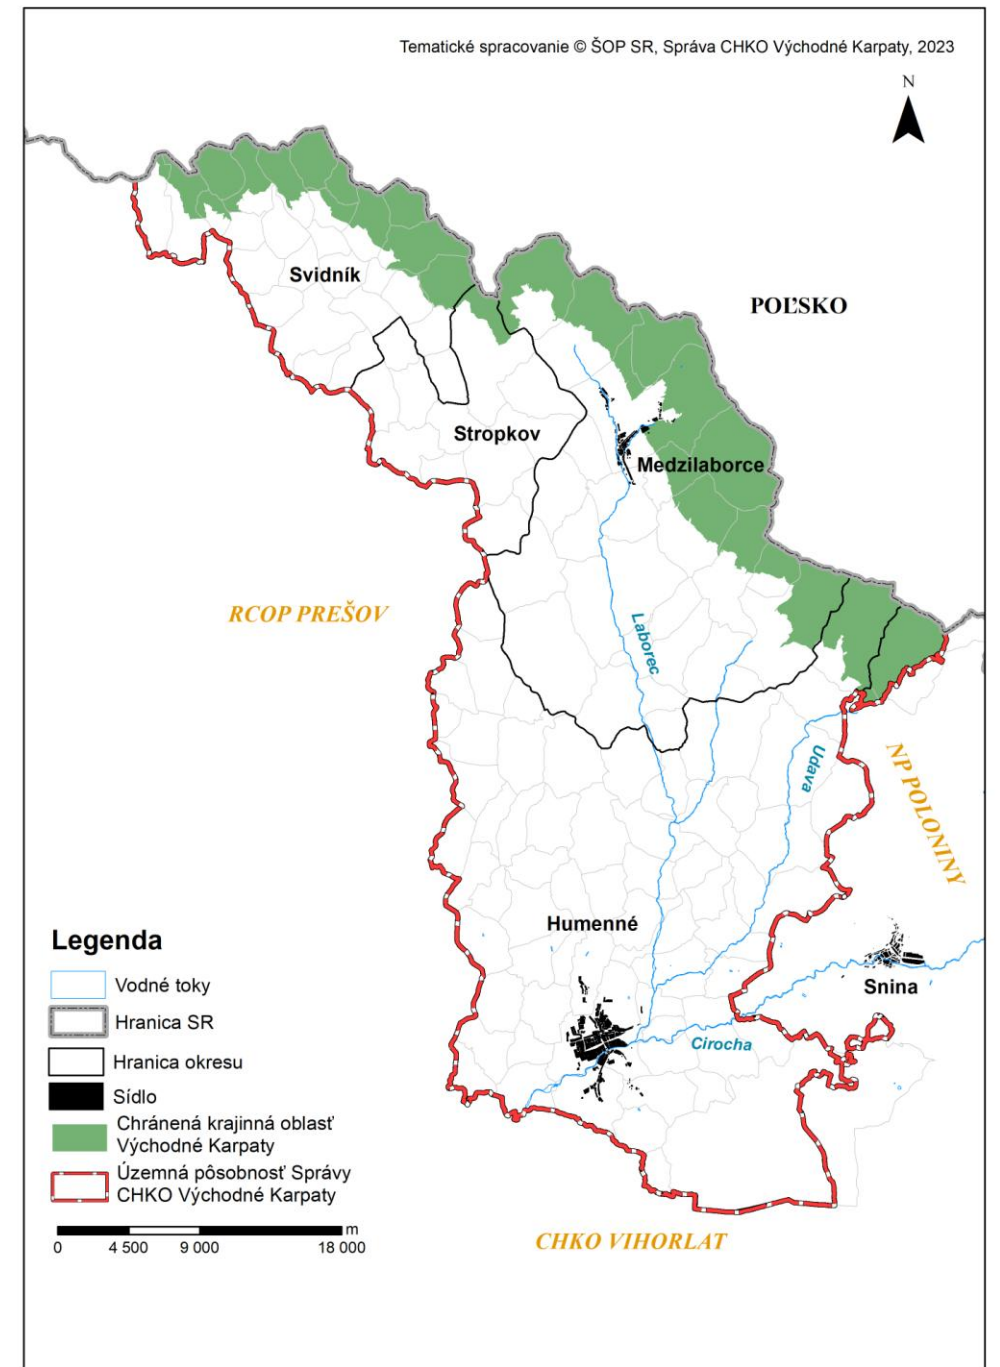 Tematické spracovanie © ŠOP SR, Správa CHKO Východné Karpaty, 2023
N
Svidník
POĽSKO
Stropkov
Medzilaborce
RCOP PREŠOV
Laborec
Udava
NP POLONINY
Humenné
Snina
Cirocha
Legenda
Vodné toky
Hranica SR
Hranica okresu
Sídlo
Chránená krajinná oblasť
Východné Karpaty
Územná pôsobnosť Správy
CHKO Východné Karpaty
m
0 4 500 9 000 18 000
CHKO VIHORLAT